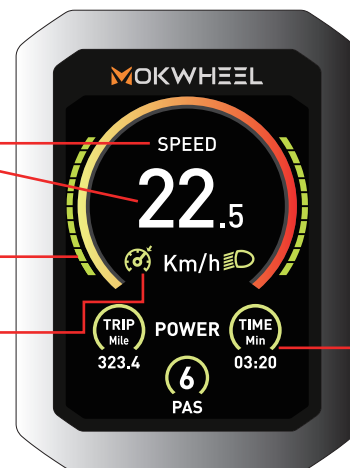 MOKWHEEL
SPEED
22.5
Km/h
TRIP
Mile
323.4
POWER
TIME
Min
03:20
6
PAS